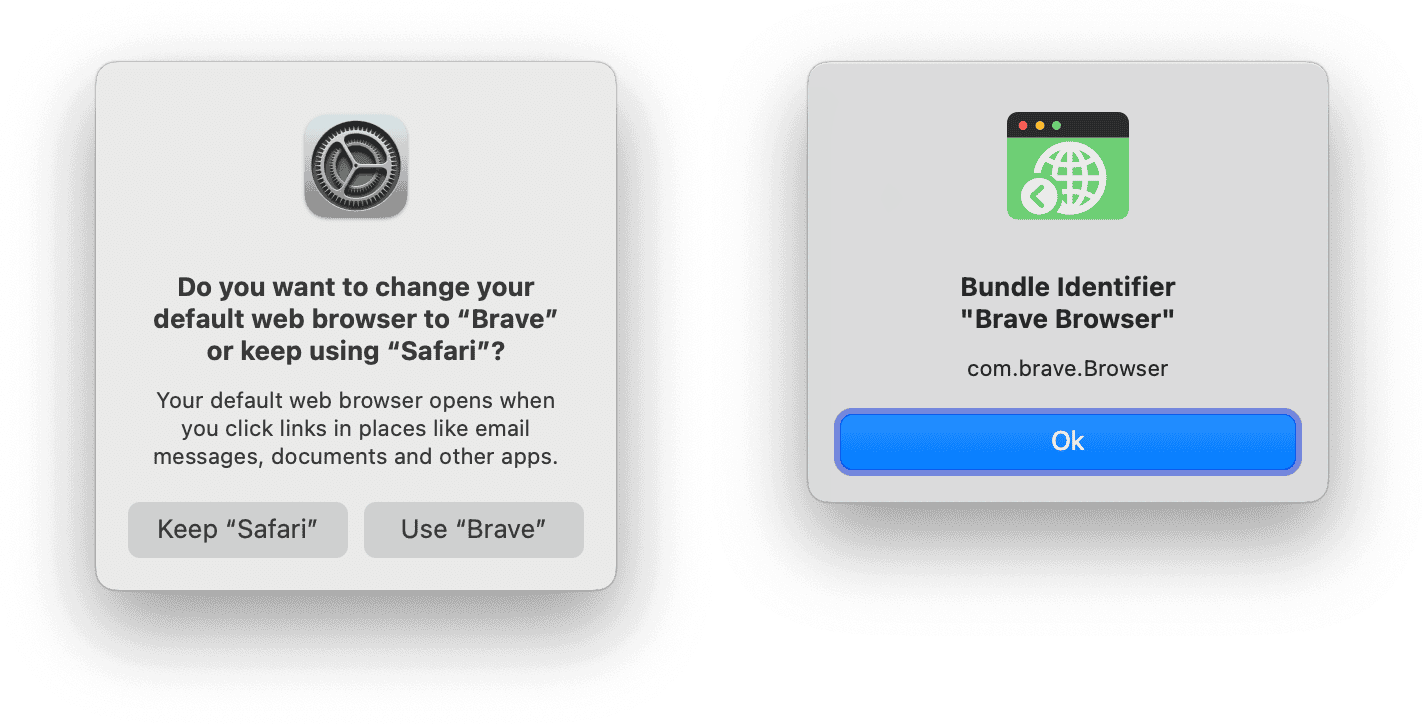 Do you want to change your
default web browser to “Brave”
or keep using “Safari”?
Your default web browser opens when
you click links in places like email
messages, documents and other apps.
Keep “Safari”
Use “Brave”
Bundle Identifier
"Brave Browser"
com.brave.Browser
Ok